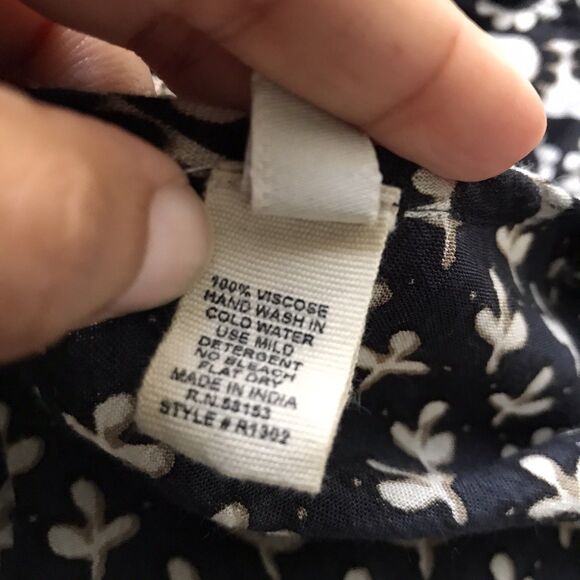 100% VISCOSE
HAND WASH IN
COLD WATER
USE MILD
DETERGENT
NO BLEACH
FLAT DRY
MADE IN INDIA
R.N.58153
STYLE # R1302